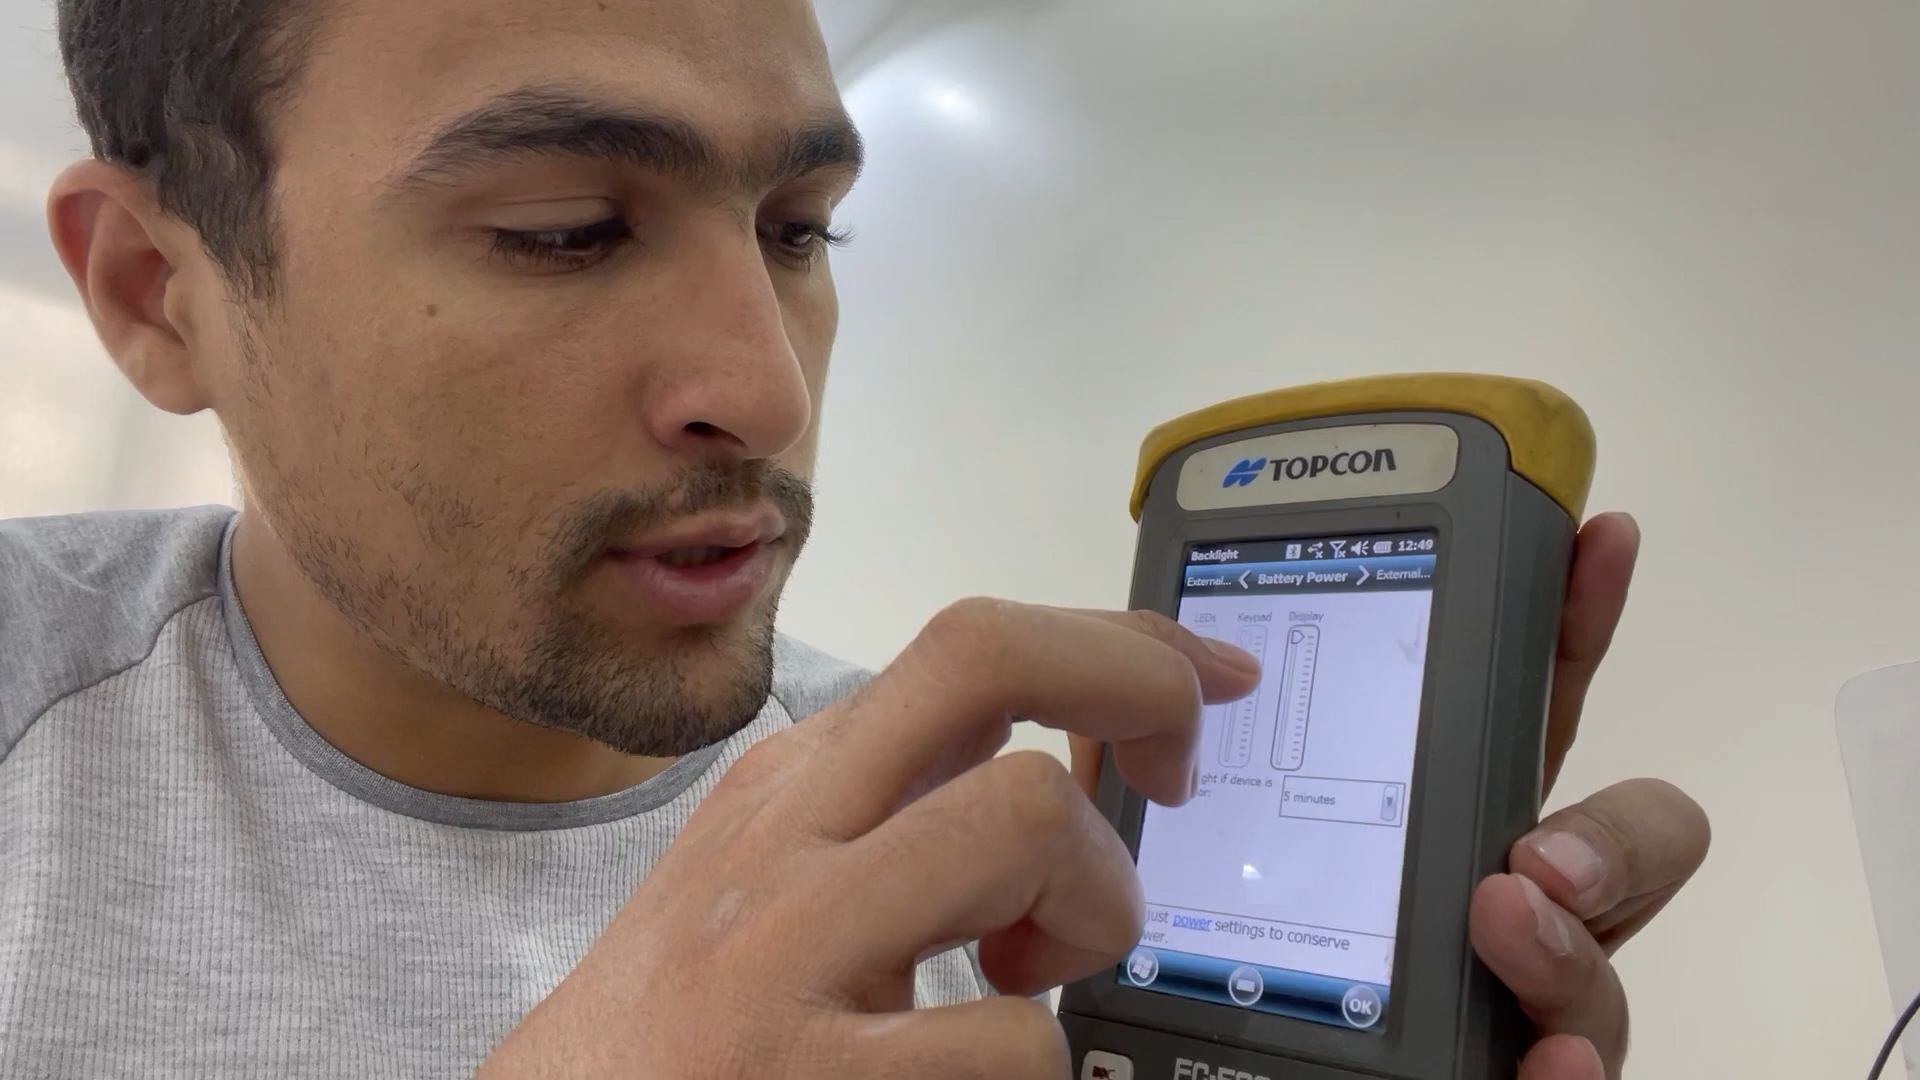 TOPCON
Backlight 12:49
External... Battery Power External...
LEDs Keypad Display
ght if device is
or:
5 minutes
just power settings to conserve
wer.
OK